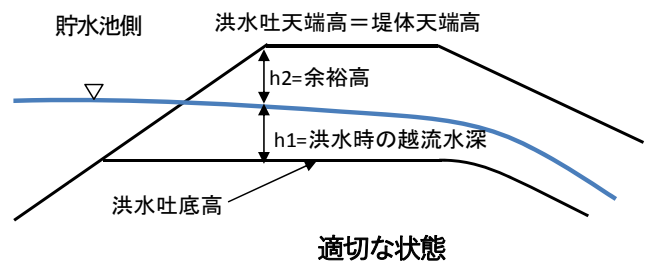 貯水池側
洪水吐天端高＝堤体天端高
h2=余裕高
h1=洪水時の越流水深
洪水吐底高
適切な状態